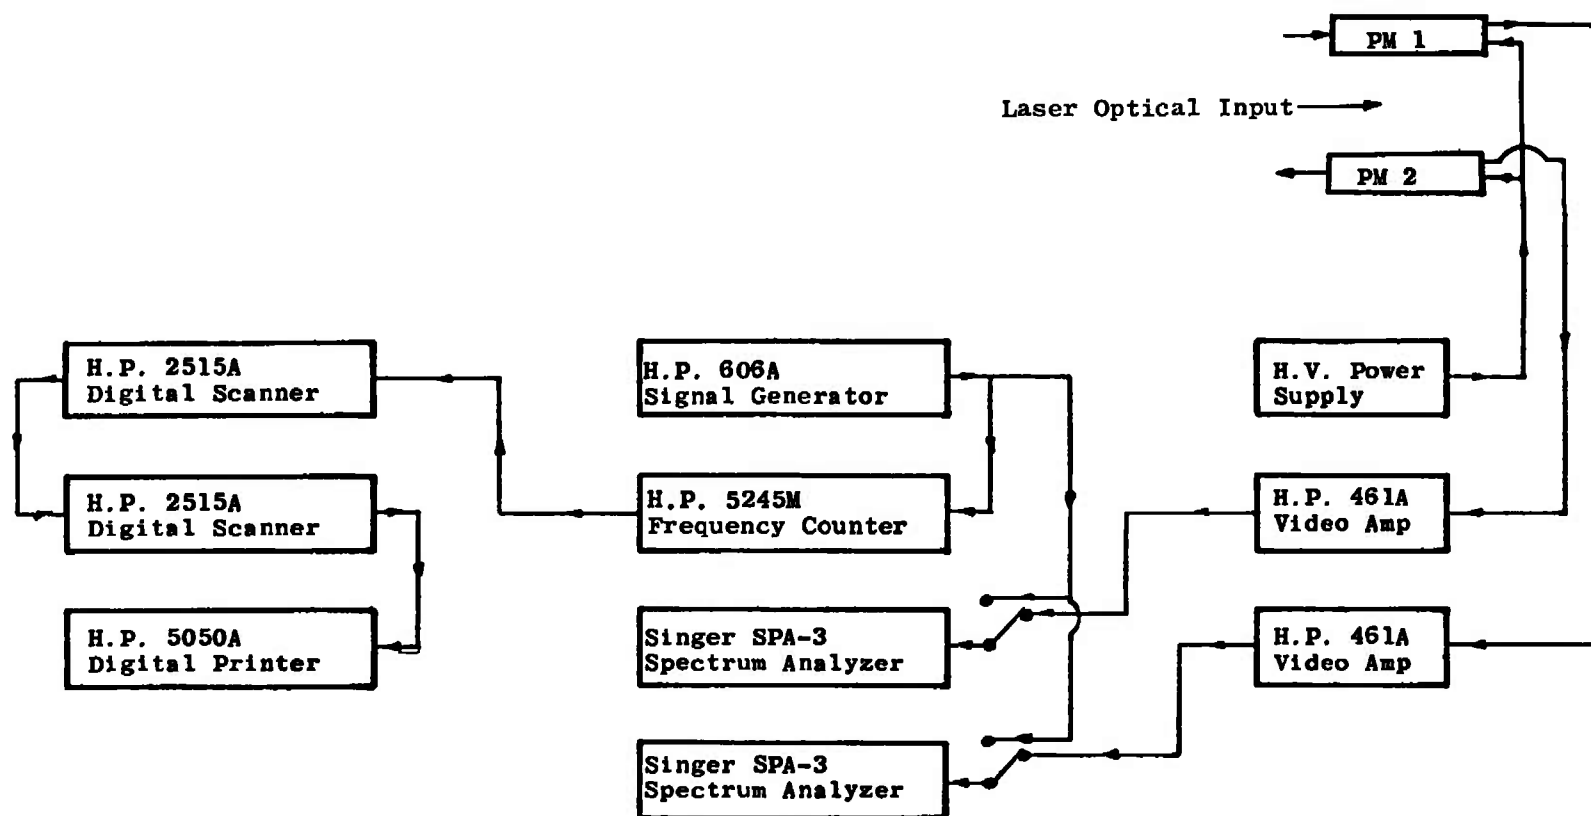 PM 1
Laser Optical Input
PM 2
H.P. 2515A
Digital Scanner
H.P. 606A
Signal Generator
H.V. Power
Supply
H.P. 2515A
Digital Scanner
H.P. 5245M
Frequency Counter
H.P. 461A
Video Amp
H.P. 5050A
Digital Printer
Singer SPA-3
Spectrum Analyzer
H.P. 461A
Video Amp
Singer SPA-3
Spectrum Analyzer